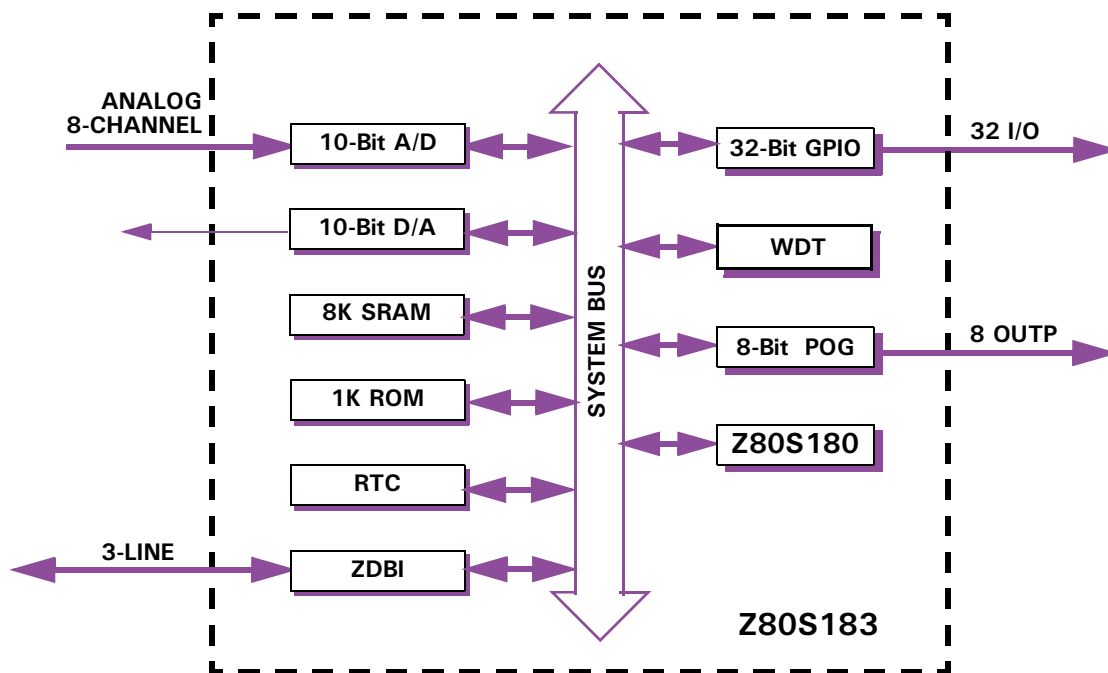 ANALOG
8-CHANNEL
10-Bit A/D
10-Bit D/A
8K SRAM
1K ROM
RTC
3-LINE
ZDBI
SYSTEM BUS
32-Bit GPIO
32 I/O
WDT
8-Bit POG
8 OUTP
Z80S180
Z80S183